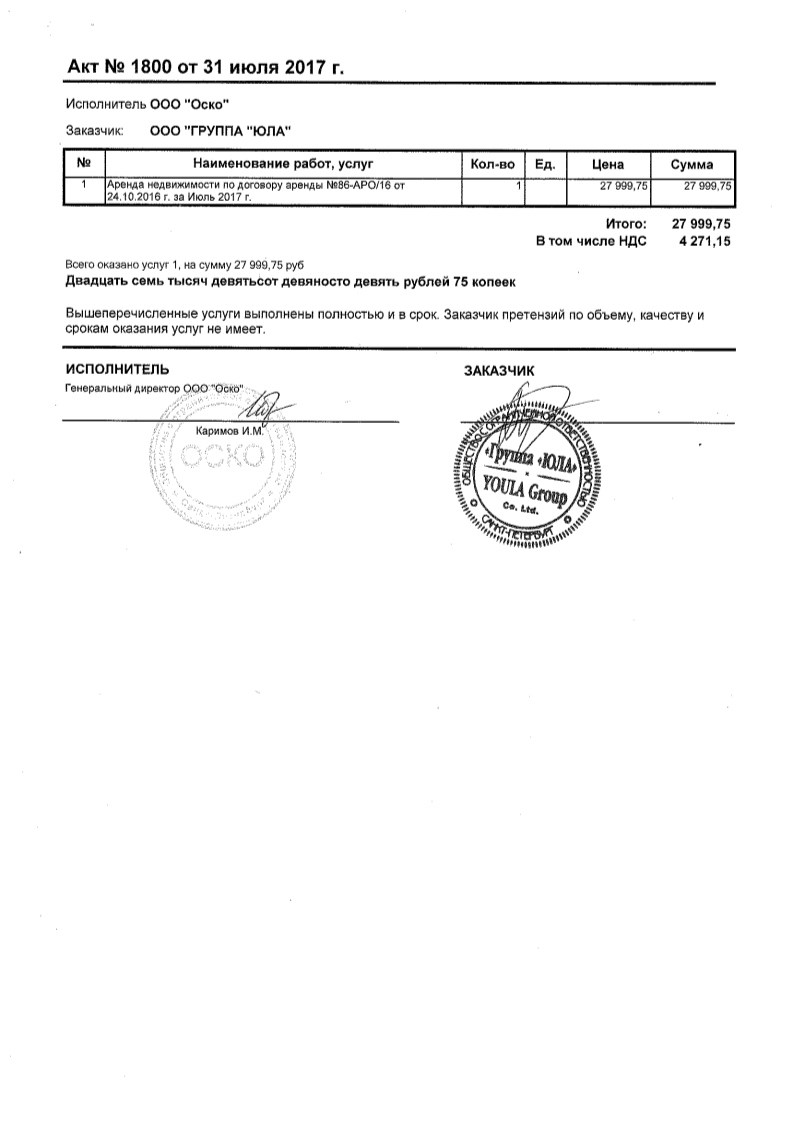 Акт № 1800 от 31 июля 2017 г.
Исполнитель ООО "Оско"
Заказчик: ООО "ГРУППА "ЮЛА"
№ Наименование работ, услуг Кол-во Ед. Цена Сумма
1 Аренда недвижимости по договору аренды №86-АРО/16 от 24.10.2016 г. за Июль 2017 г. 1 27 999,75 27 999,75
Итого: 27 999,75
В том числе НДС 4 271,15
Всего оказано услуг 1, на сумму 27 999,75 руб
Двадцать семь тысяч девятьсот девяносто девять рублей 75 копеек
Вышеперечисленные услуги выполнены полностью и в срок. Заказчик претензий по объему, качеству и
срокам оказания услуг не имеет.
ИСПОЛНИТЕЛЬ
Генеральный директор ООО "Оско"
Каримов И.М.
ОСКО
ЗАКАЗЧИК
ОБЩЕСТВО С ОГРАНИЧЕННОЙ ОТВЕТСТВЕННОСТЬЮ
«Группа «ЮЛА»
YOULA Group
Co. Ltd.
САНКТ-ПЕТЕРБУРГ